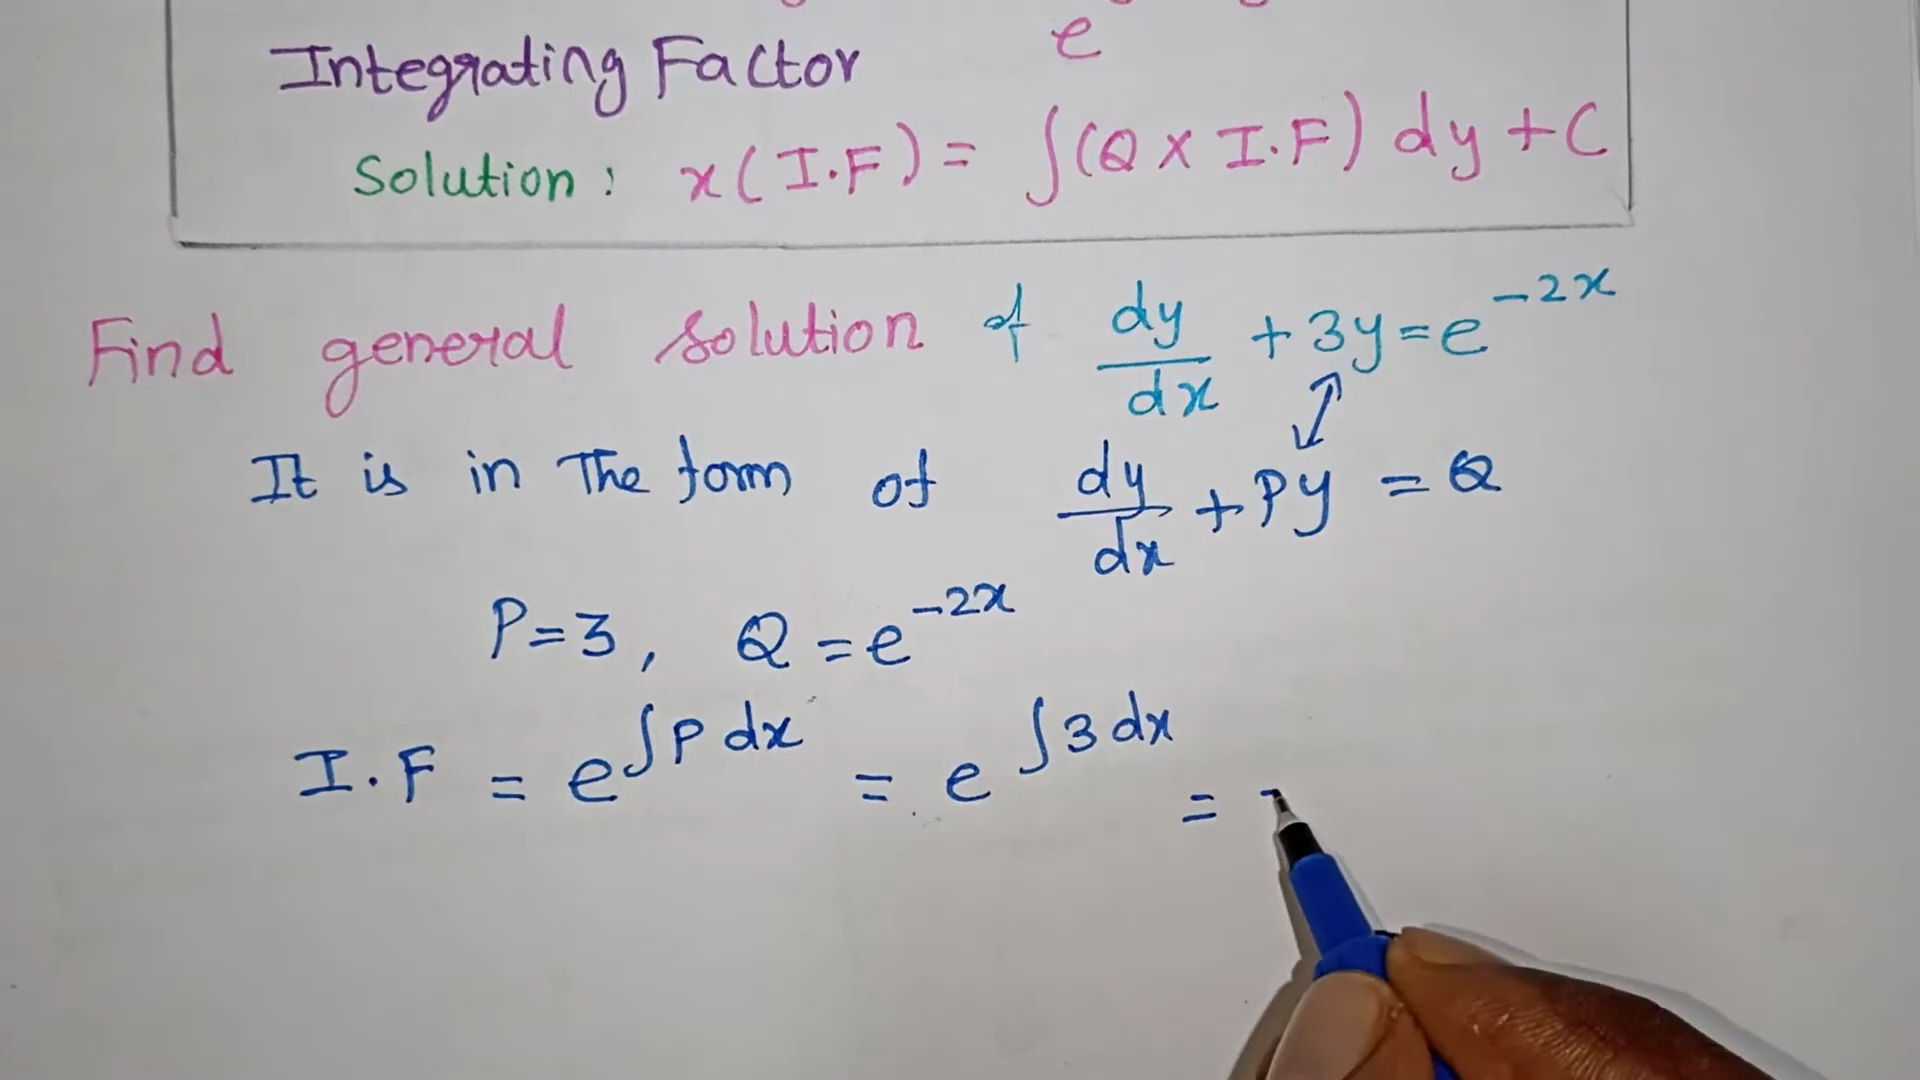 Integrating Factor e
Solution : x(I.F) = ∫(Q × I.F) dy + C
Find general solution of dy/dx + 3y = e^-2x
It is in The form of dy/dx + Py = Q
P = 3, Q = e^-2x
I.F = e^∫P dx = e^∫3 dx =